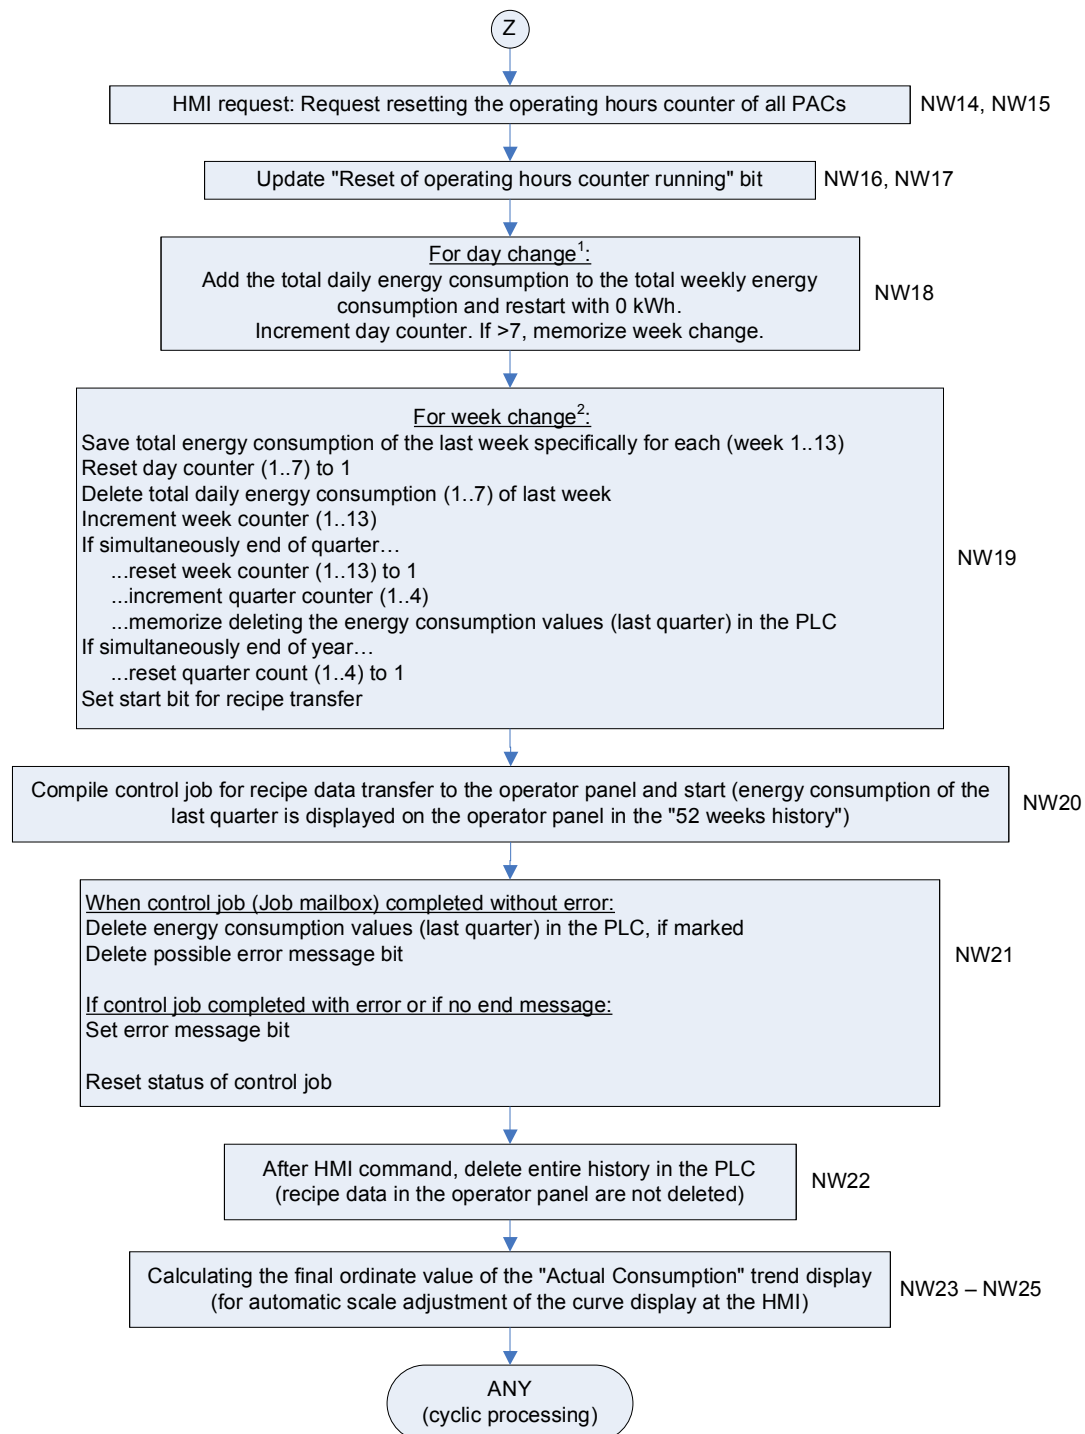 Z
HMI request: Request resetting the operating hours counter of all PACs
NW14, NW15
Update "Reset of operating hours counter running" bit
NW16, NW17
For day change1:
Add the total daily energy consumption to the total weekly energy
consumption and restart with 0 kWh.
Increment day counter. If >7, memorize week change.
NW18
For week change2:
Save total energy consumption of the last week specifically for each (week 1..13)
Reset day counter (1..7) to 1
Delete total daily energy consumption (1..7) of last week
Increment week counter (1..13)
If simultaneously end of quarter…
...reset week counter (1..13) to 1
...increment quarter counter (1..4)
...memorize deleting the energy consumption values (last quarter) in the PLC
If simultaneously end of year…
...reset quarter count (1..4) to 1
Set start bit for recipe transfer
NW19
Compile control job for recipe data transfer to the operator panel and start (energy consumption of the
last quarter is displayed on the operator panel in the "52 weeks history")
NW20
When control job (Job mailbox) completed without error:
Delete energy consumption values (last quarter) in the PLC, if marked
Delete possible error message bit
If control job completed with error or if no end message:
Set error message bit
Reset status of control job
NW21
After HMI command, delete entire history in the PLC
(recipe data in the operator panel are not deleted)
NW22
Calculating the final ordinate value of the "Actual Consumption" trend display
(for automatic scale adjustment of the curve display at the HMI)
NW23 – NW25
ANY
(cyclic processing)